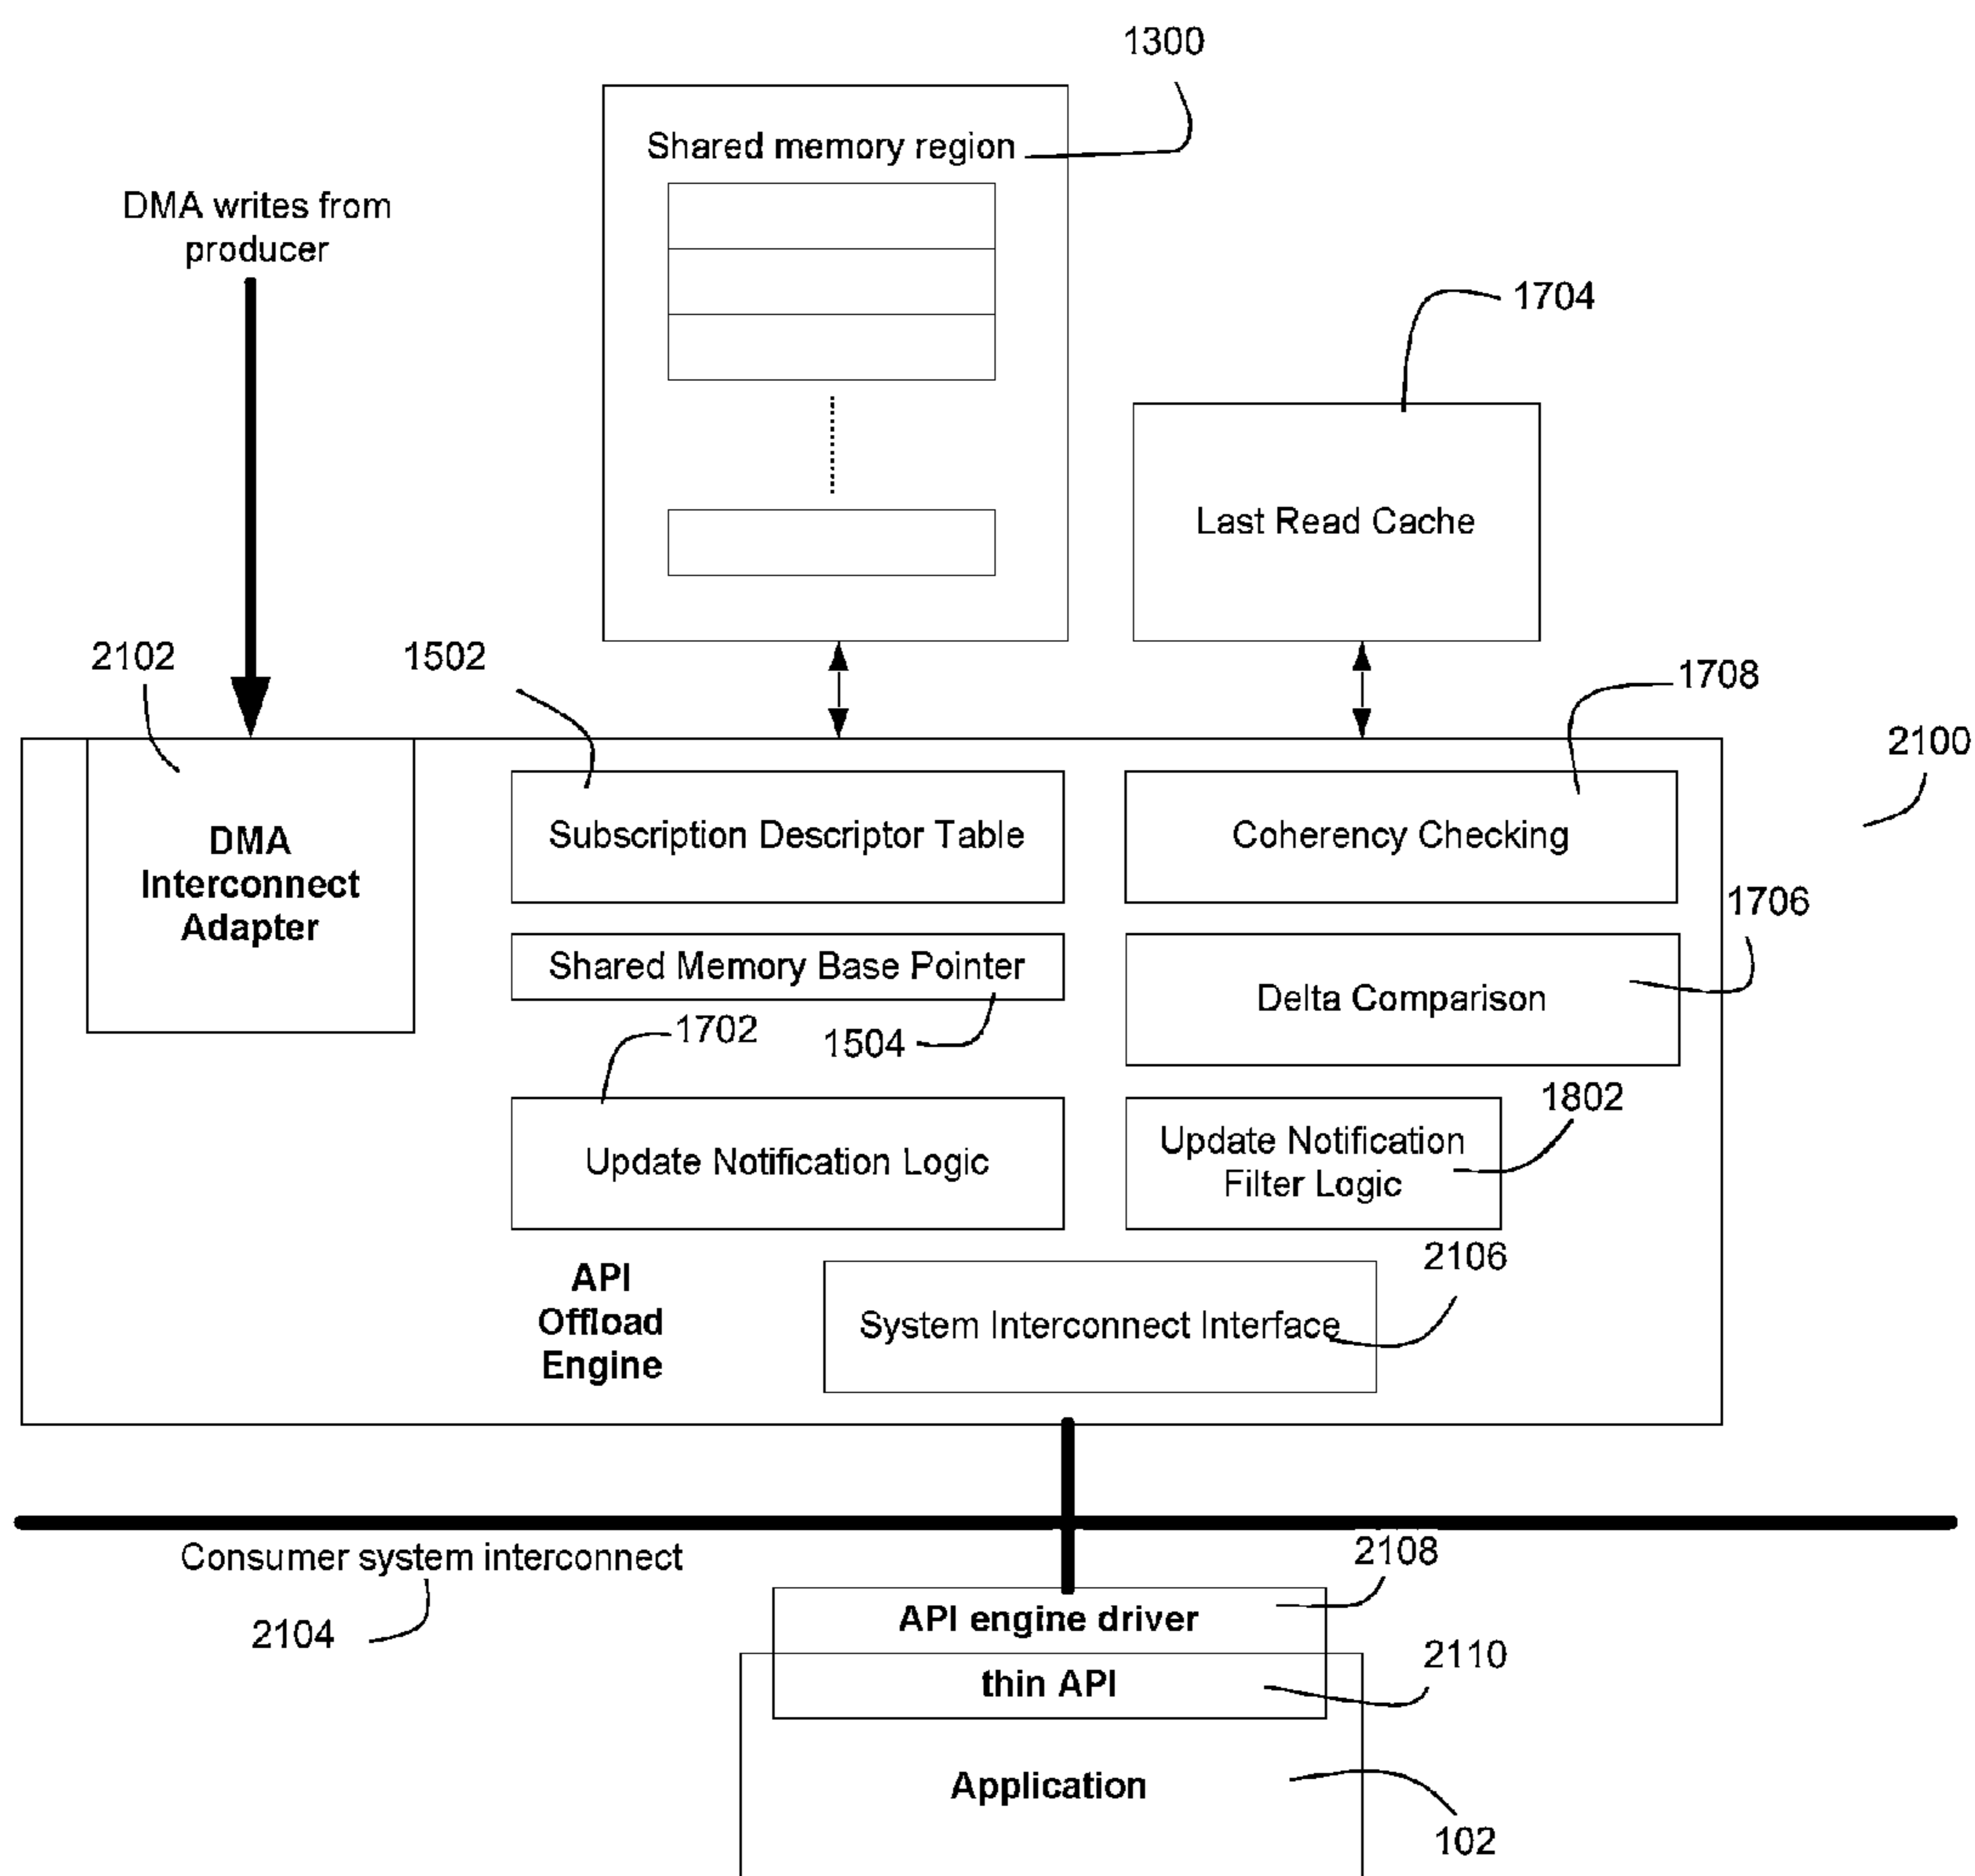 1300
Shared memory region
DMA writes from
producer
1704
Last Read Cache
2102
1502
1708
2100
DMA
Interconnect
Adapter
Subscription Descriptor Table
Coherency Checking
1706
Shared Memory Base Pointer
Delta Comparison
1702
1504
1802
Update Notification Logic
Update Notification
Filter Logic
2106
API
Offload
Engine
System Interconnect Interface
Consumer system interconnect
2108
2104
API engine driver
2110
thin API
Application
102